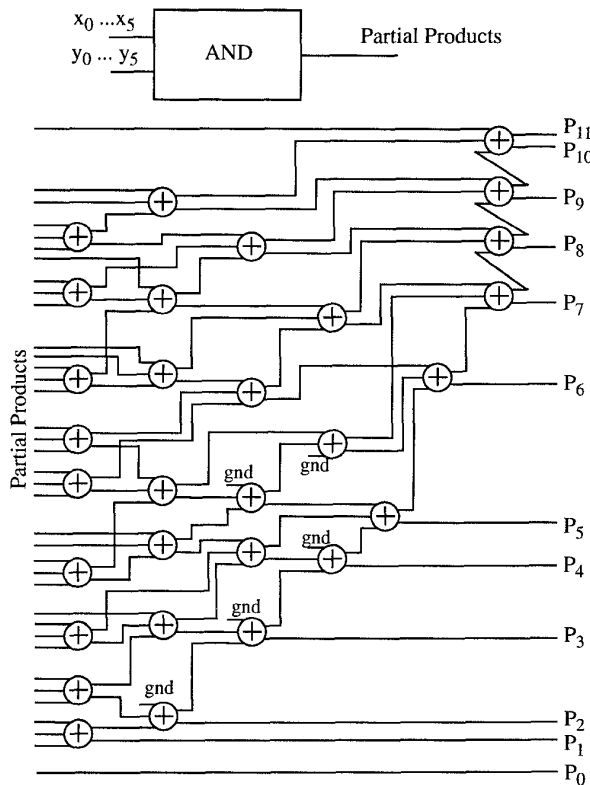 x₀ ...x₅
y₀ ... y₅
AND
Partial Products
P₁₁
P₁₀
P₉
P₈
P₇
P₆
Partial Products
gnd
gnd
P₅
gnd
P₄
gnd
P₃
gnd
P₂
P₁
P₀